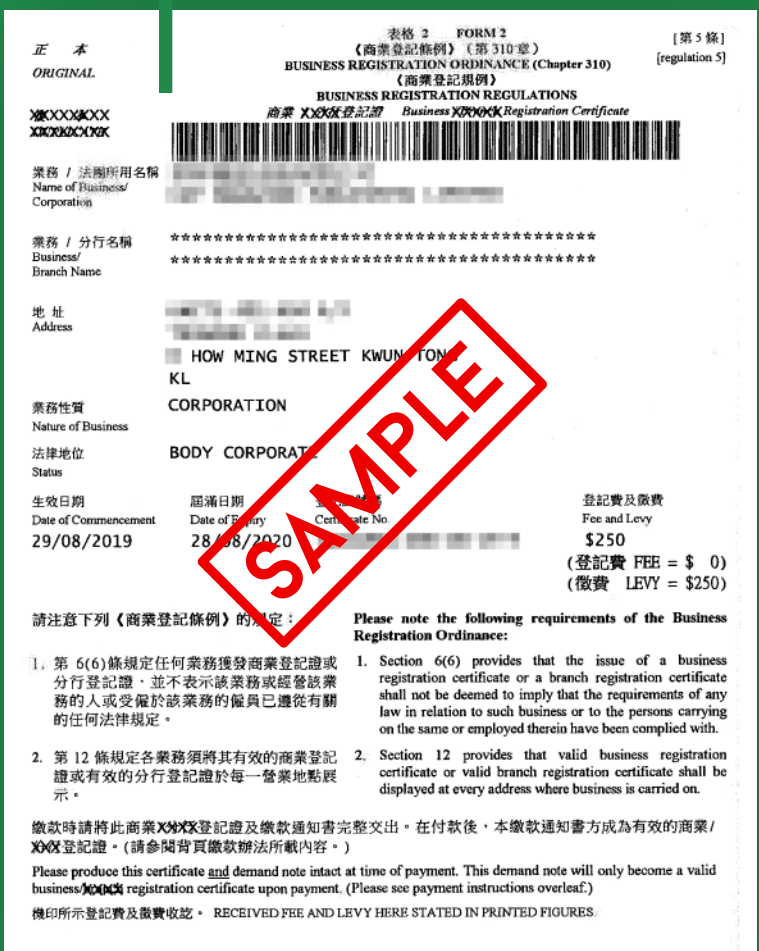 正 本
ORIGINAL
表格 2 FORM 2
《商業登記條例》(第 310 章)
BUSINESS REGISTRATION ORDINANCE (Chapter 310)
《商業登記規例》
BUSINESS REGISTRATION REGULATIONS
[第 5 條]
[regulation 5]
商業 登記證 Business Registration Certificate
業務 / 法團所用名稱
Name of Business/
Corporation
業務 / 分行名稱
Business/
Branch Name
****************************************
****************************************
地 址
Address
HOW MING STREET KWUN TONG
KL
業務性質
Nature of Business
CORPORATION
法律地位
Status
BODY CORPORATE
生效日期
Date of Commencement
29/08/2019
屆滿日期
Date of Expiry
28/08/2020
Certificate No.
登記費及徵費
Fee and Levy
$250
(登記費 FEE = $ 0)
(徵費 LEVY = $250)
SAMPLE
請注意下列《商業登記條例》的規定：
1. 第 6(6)條規定任何業務獲發商業登記證或
分行登記證，並不表示該業務或經營該業
務的人或受僱於該業務的僱員已遵從有關
的任何法律規定。
2. 第 12 條規定各業務須將其有效的商業登記
證或有效的分行登記證於每一營業地點展
示。
Please note the following requirements of the Business
Registration Ordinance:
1. Section 6(6) provides that the issue of a business
registration certificate or a branch registration certificate
shall not be deemed to imply that the requirements of any
law in relation to such business or to the persons carrying
on the same or employed therein have been complied with.
2. Section 12 provides that valid business registration
certificate or valid branch registration certificate shall be
displayed at every address where business is carried on.
繳款時請將此商業登記證及繳款通知書完整交出。在付款後，本繳款通知書方成為有效的商業/
登記證。(請參閱背頁繳款辦法所載內容。)
Please produce this certificate and demand note intact at time of payment. This demand note will only become a valid
business/ registration certificate upon payment. (Please see payment instructions overleaf.)
機印所示登記費及徵費收訖。 RECEIVED FEE AND LEVY HERE STATED IN PRINTED FIGURES.